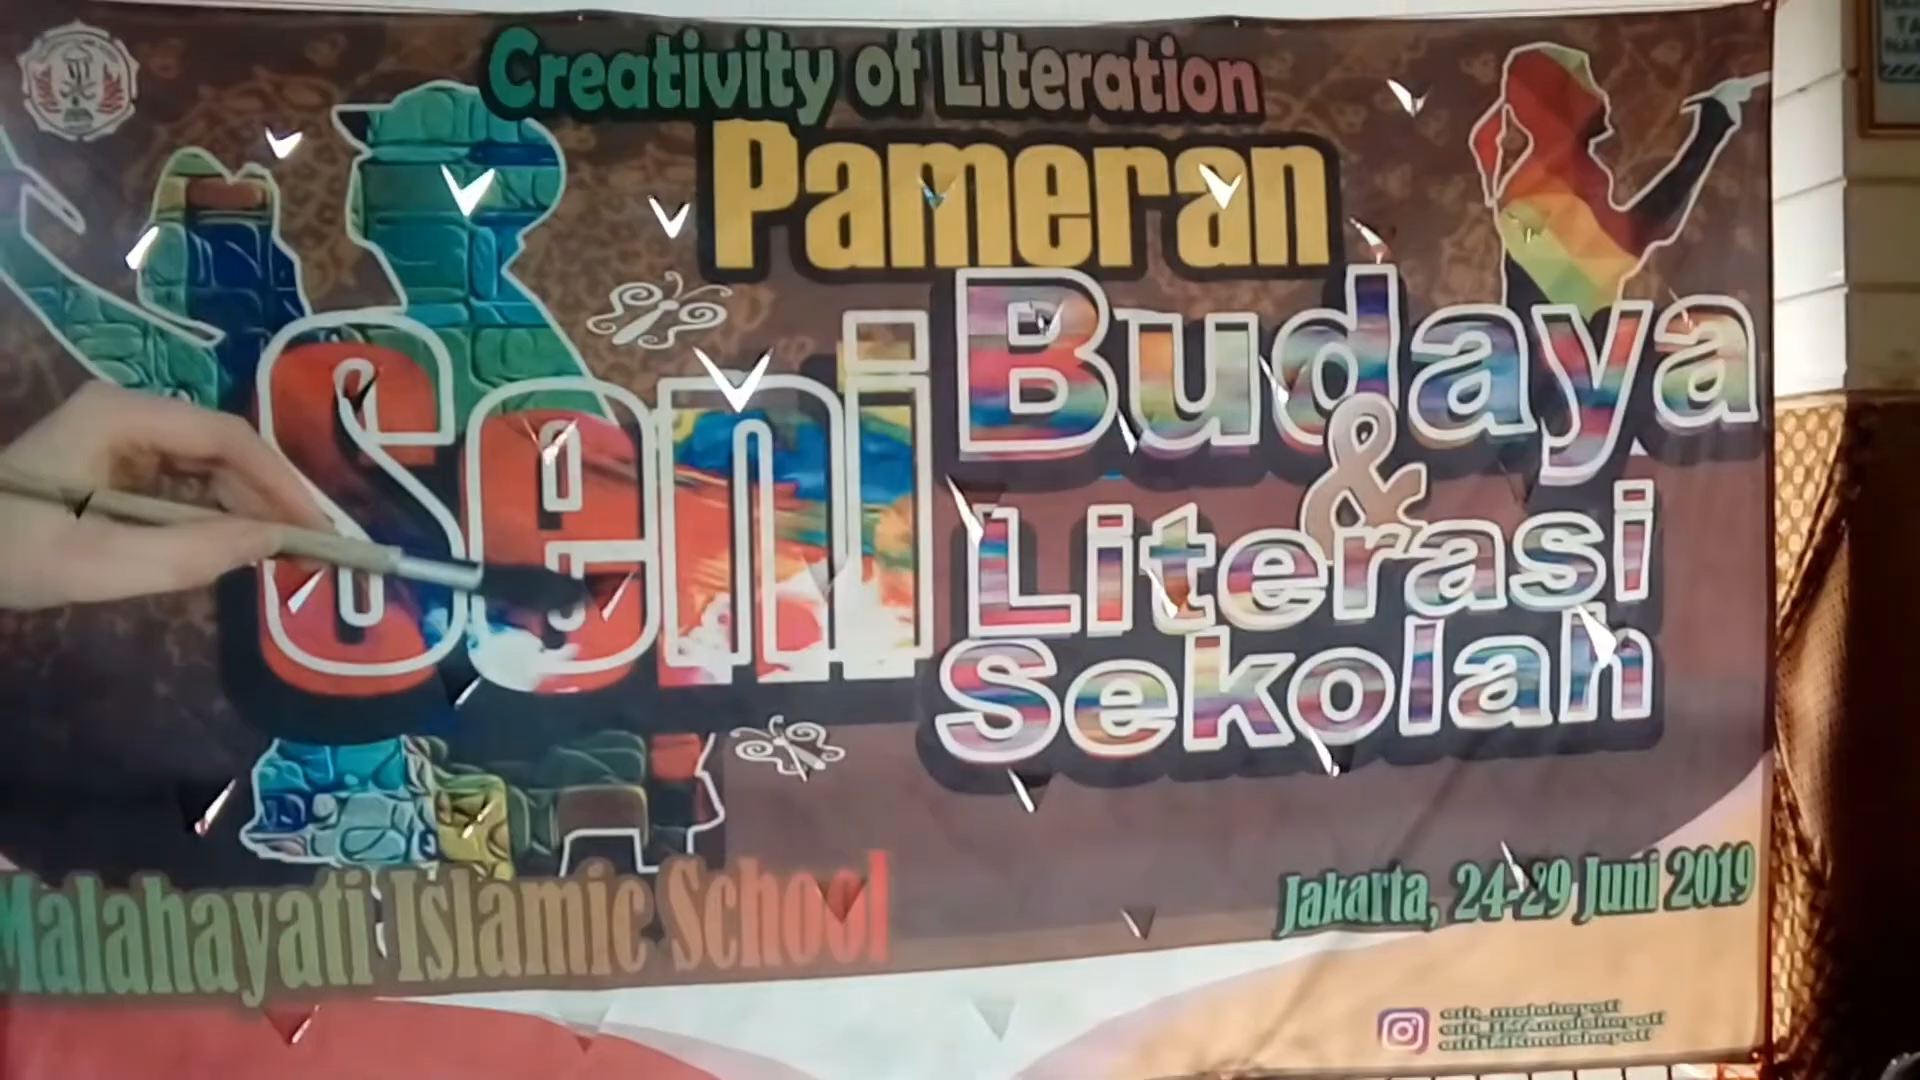 Creativity of Literation
Pameran
Seni
Budaya
&
Literasi
Sekolah
Malahayati Islamic School
Jakarta, 24-29 Juni 2019